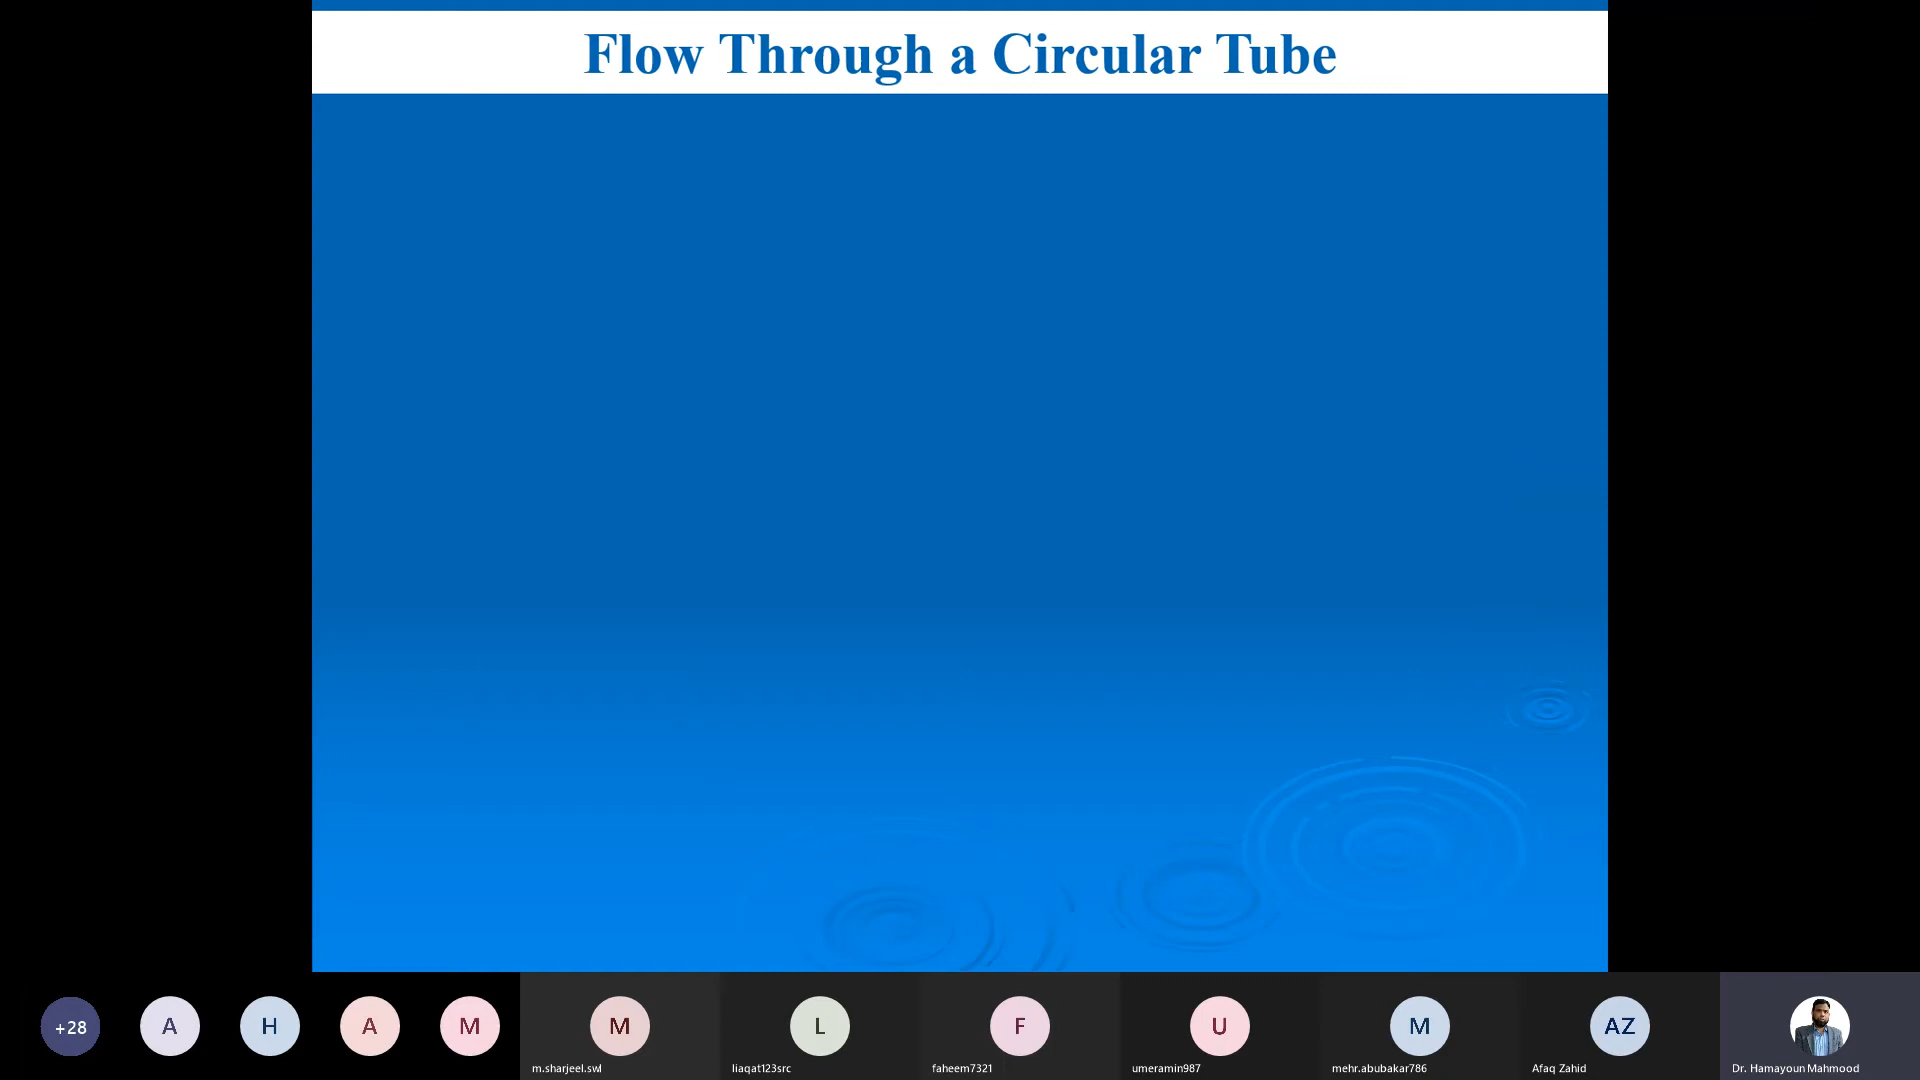 Flow Through a Circular Tube
+28
A
H
A
M
M
L
F
U
M
AZ
m.sharjeel.swl
liaqat123src
faheem7321
umeramin987
mehr.abubakar786
Afaq Zahid
Dr. Hamayoun Mahmood